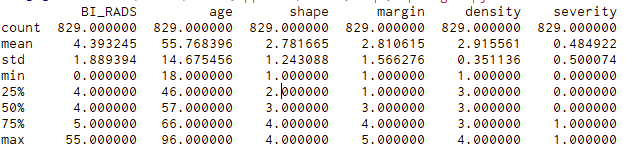 BI_RADS age shape margin density severity
count 829.000000 829.000000 829.000000 829.000000 829.000000 829.000000
mean 4.393245 55.768396 2.781665 2.810615 2.915561 0.484922
std 1.889394 14.675456 1.243088 1.566276 0.351136 0.500074
min 0.000000 18.000000 1.000000 1.000000 1.000000 0.000000
25% 4.000000 46.000000 2.000000 1.000000 3.000000 0.000000
50% 4.000000 57.000000 3.000000 3.000000 3.000000 0.000000
75% 5.000000 66.000000 4.000000 4.000000 3.000000 1.000000
max 55.000000 96.000000 4.000000 5.000000 4.000000 1.000000